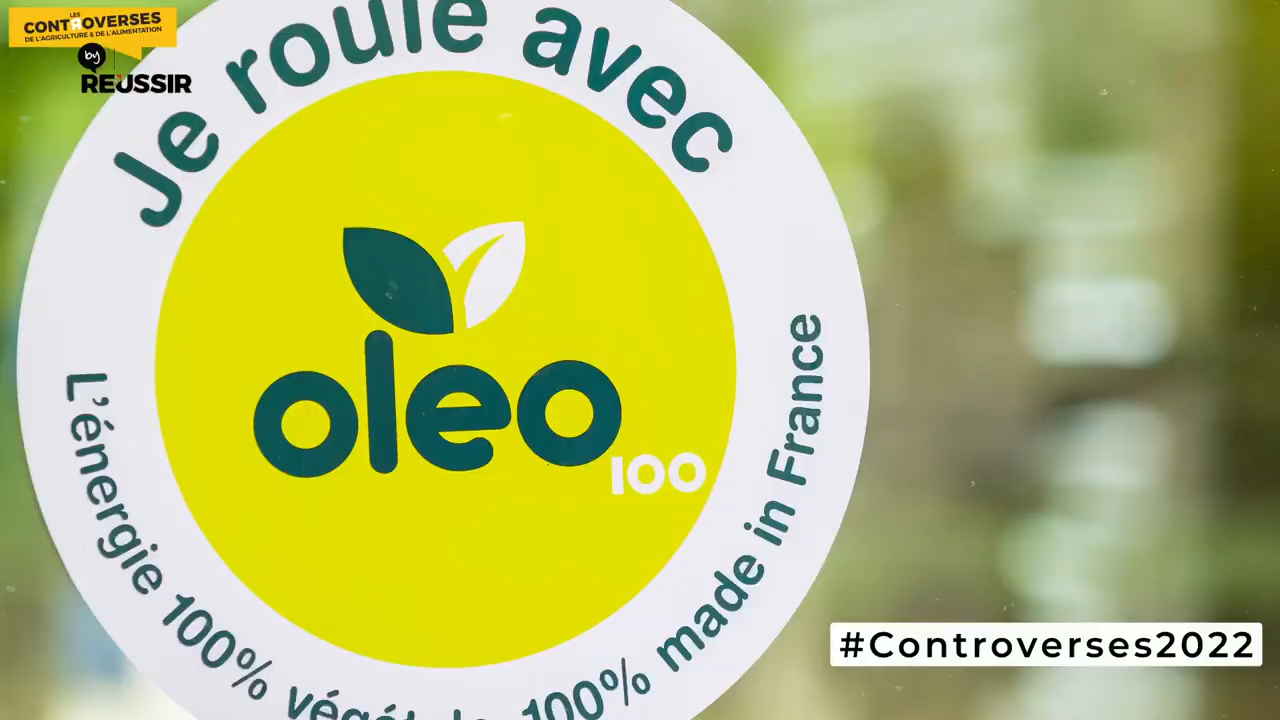 LES
CONTROVERSES
DE L'AGRICULTURE & DE L'ALIMENTATION
by
RÉUSSIR
Je roule avec
oleo
100
L'énergie 100% végétale 100% made in France
#Controverses2022